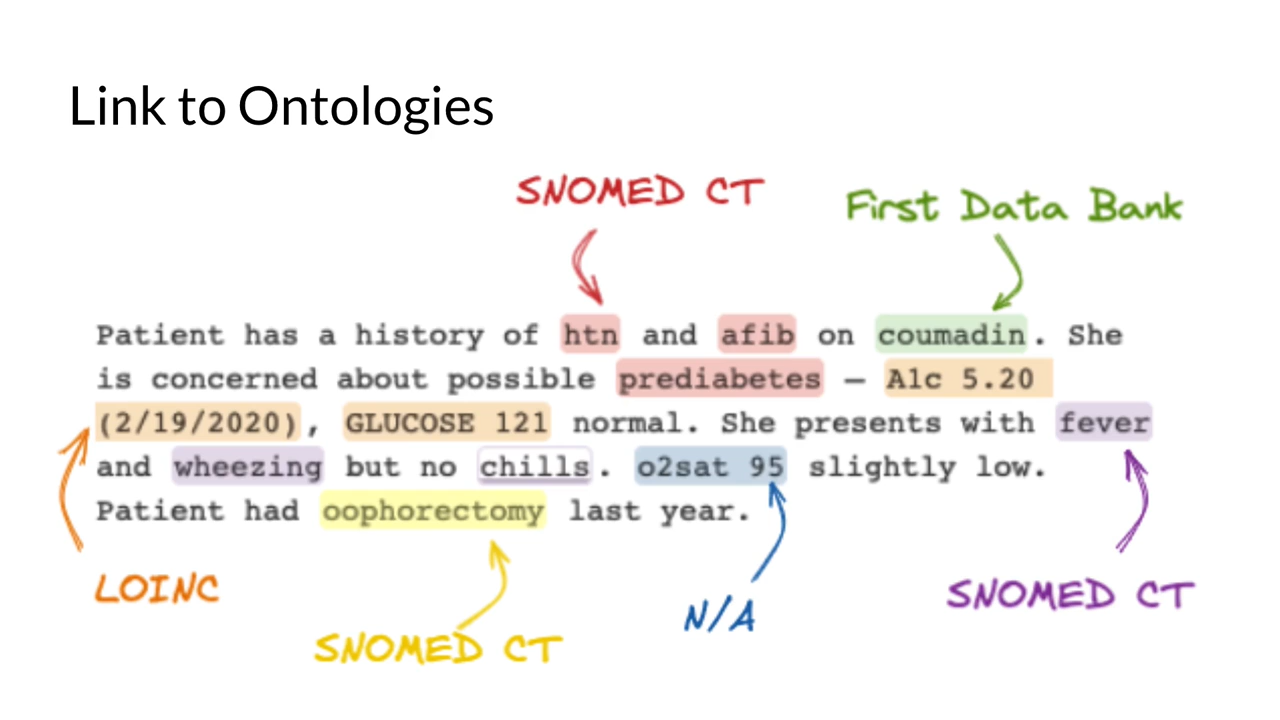 Link to Ontologies
SNOMED CT
First Data Bank
Patient has a history of htn and afib on coumadin. She
is concerned about possible prediabetes – A1c 5.20
(2/19/2020), GLUCOSE 121 normal. She presents with fever
and wheezing but no chills. o2sat 95 slightly low.
Patient had oophorectomy last year.
LOINC
SNOMED CT
N/A
SNOMED CT